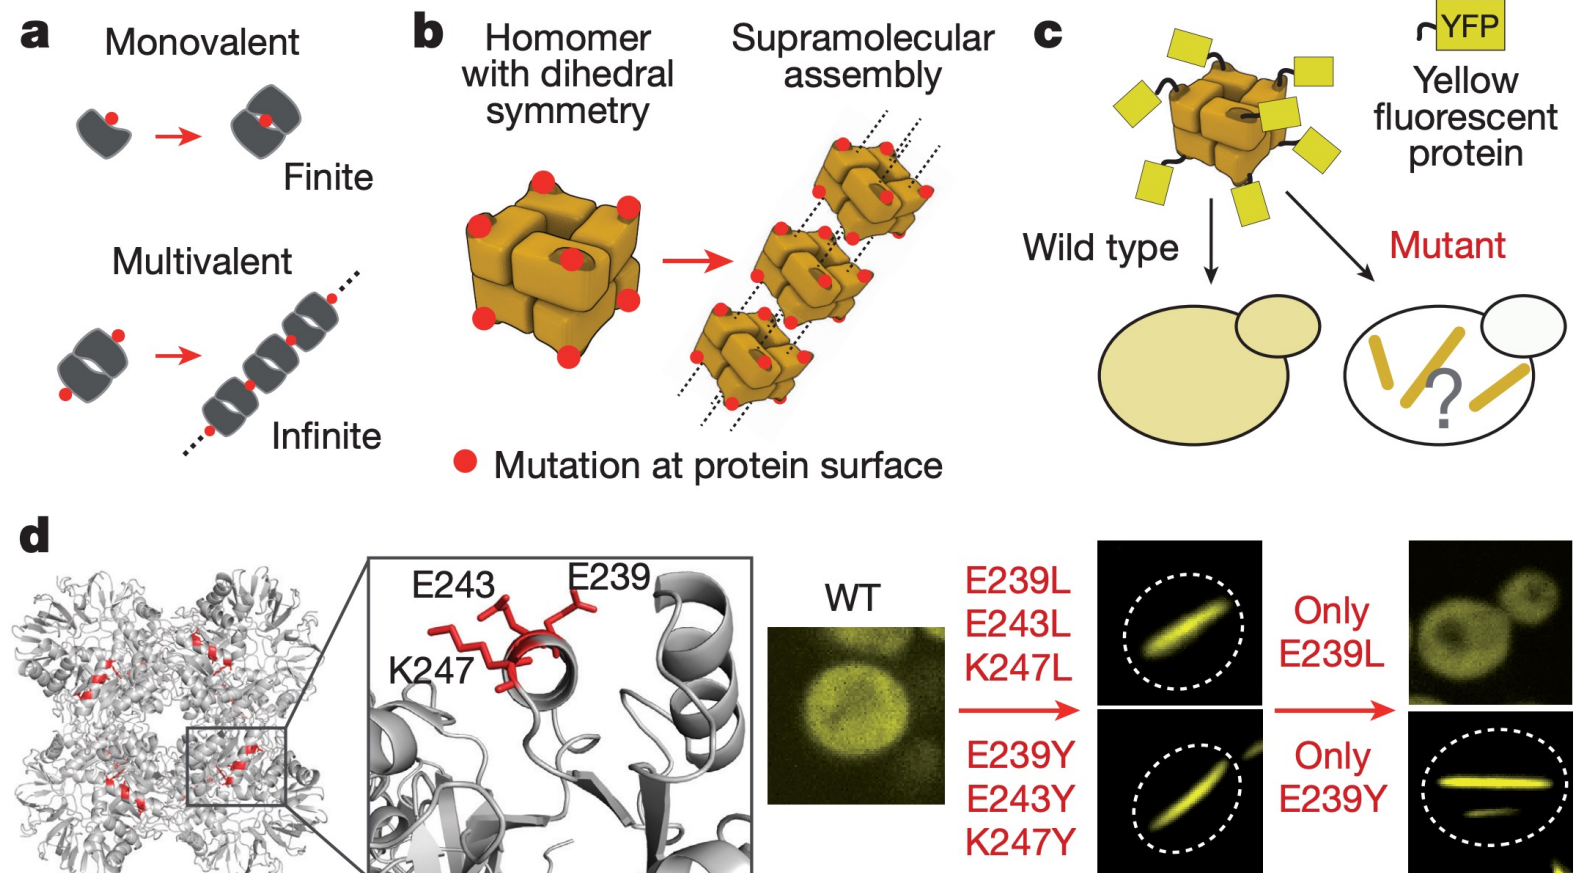 a
Monovalent
Finite
Multivalent
Infinite
b
Homomer
with dihedral
symmetry
Supramolecular
assembly
Mutation at protein surface
c
YFP
Yellow
fluorescent
protein
Wild type
Mutant
?
d
E243
E239
K247
WT
E239L
E243L
K247L
E239Y
E243Y
K247Y
Only
E239L
Only
E239Y